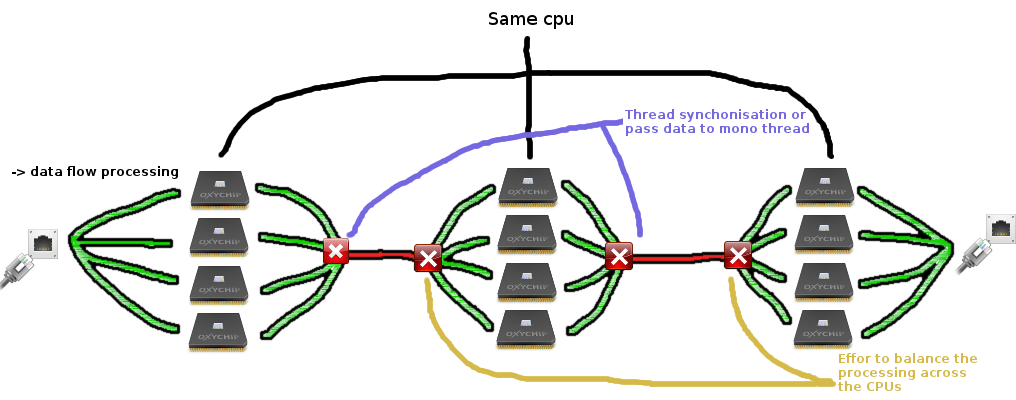 Same cpu
Thread synchonisation or
pass data to mono thread
-> data flow processing
OXYCHIP
OXYCHIP
OXYCHIP
OXYCHIP
OXYCHIP
OXYCHIP
OXYCHIP
OXYCHIP
OXYCHIP
OXYCHIP
OXYCHIP
OXYCHIP
Effor to balance the
processing across
the CPUs